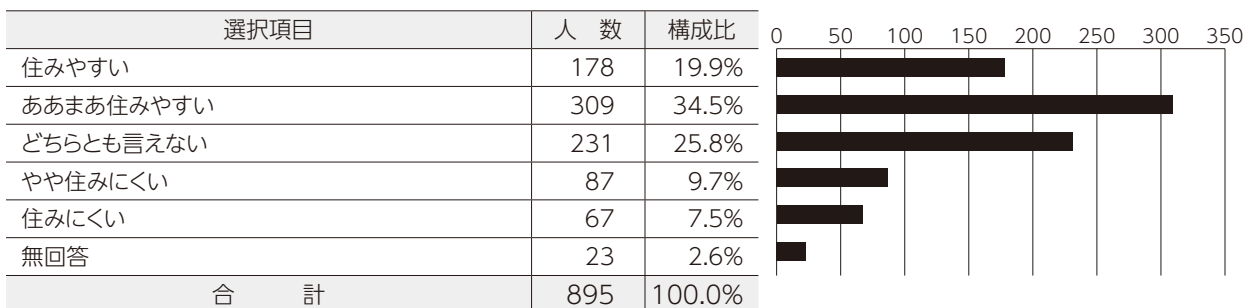 選択項目 人　数 構成比
住みやすい 178 19.9%
ああまあ住みやすい 309 34.5%
どちらとも言えない 231 25.8%
やや住みにくい 87 9.7%
住みにくい 67 7.5%
無回答 23 2.6%
合　計 895 100.0%
0 50 100 150 200 250 300 350